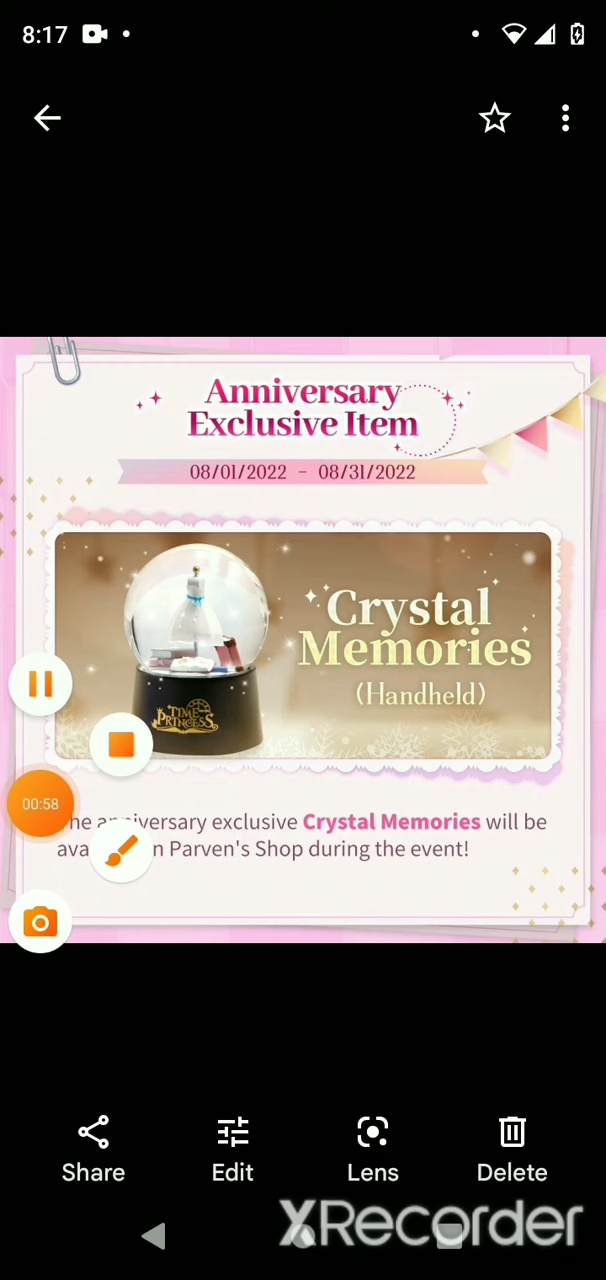 8:17
Anniversary
Exclusive Item
08/01/2022 - 08/31/2022
Crystal
Memories
(Handheld)
TIME
PRINCESS
00:58
anniversary exclusive Crystal Memories will be
Parven's Shop during the event!
Share
Edit
Lens
Delete
XRecorder